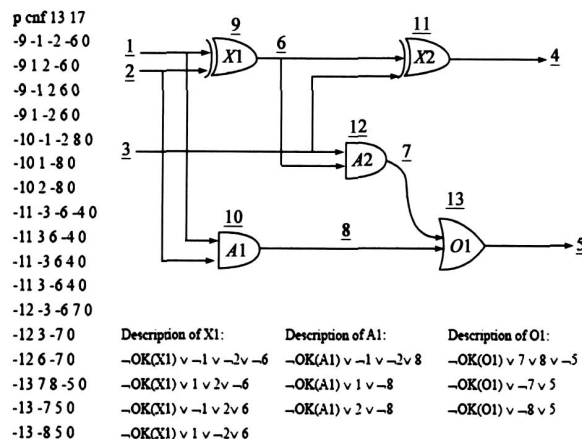 p cnf 13 17
-9 -1 -2 -6 0
-9 1 2 -6 0
-9 -1 2 6 0
-9 1 -2 6 0
-10 -1 -2 8 0
-10 1 -8 0
-10 2 -8 0
-11 -3 -6 -4 0
-11 3 6 -4 0
-11 -3 6 4 0
-11 3 -6 4 0
-12 -3 -6 7 0
-12 3 -7 0
-12 6 -7 0
-13 7 8 -5 0
-13 -7 5 0
-13 -8 5 0
9
11
1
2
X1
6
X2
4
12
3
A2
7
13
10
A1
8
O1
5
Description of X1:
¬OK(X1) ∨ ¬1 ∨ ¬2∨ ¬6
¬OK(X1) ∨ 1 ∨ 2∨ ¬6
¬OK(X1) ∨ ¬1 ∨ 2∨ 6
¬OK(X1) ∨ 1 ∨ ¬2∨ 6
Description of A1:
¬OK(A1) ∨ ¬1 ∨ ¬2∨ 8
¬OK(A1) ∨ 1 ∨ ¬8
¬OK(A1) ∨ 2 ∨ ¬8
Description of O1:
¬OK(O1) ∨ 7 ∨ 8 ∨ ¬5
¬OK(O1) ∨ ¬7 ∨ 5
¬OK(O1) ∨ ¬8 ∨ 5